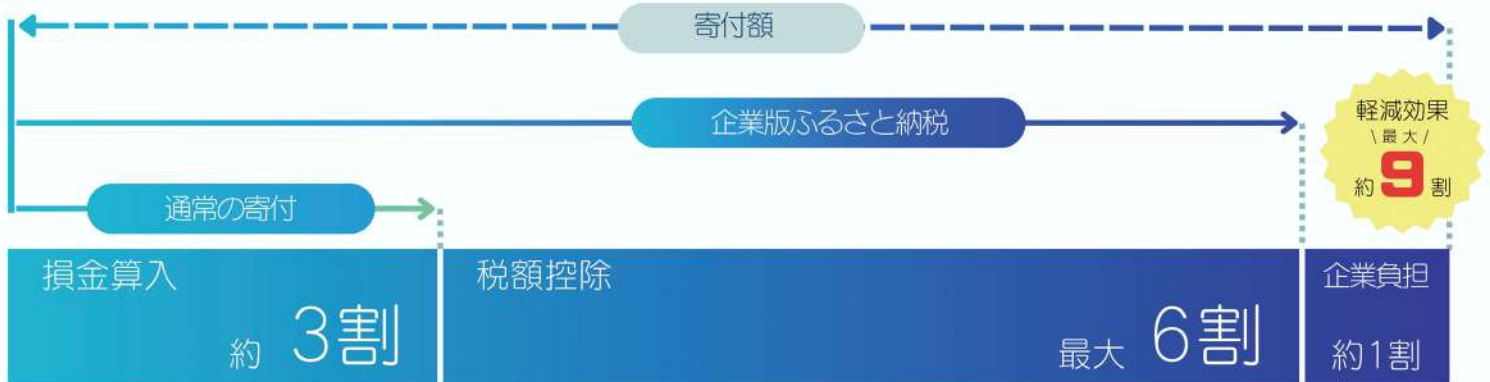 寄付額
企業版ふるさと納税
軽減効果
\最大/
約9割
通常の寄付
損金算入
約 3割
税額控除
最大 6割
企業負担
約1割